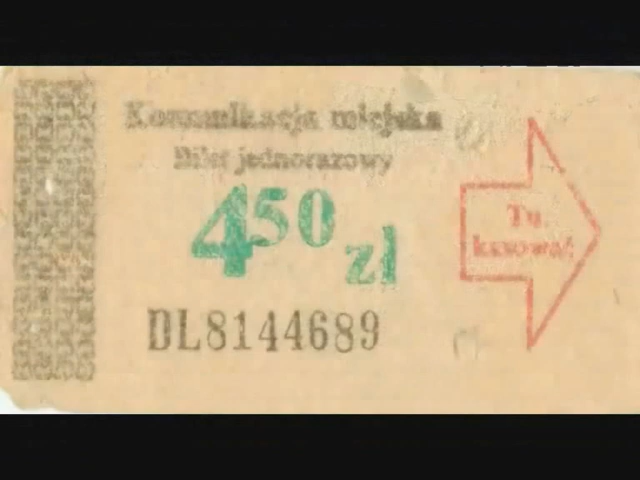 Komunikacja miejska
Bilet jednorazowy
450 zł
DL8144689
Tu
kasować